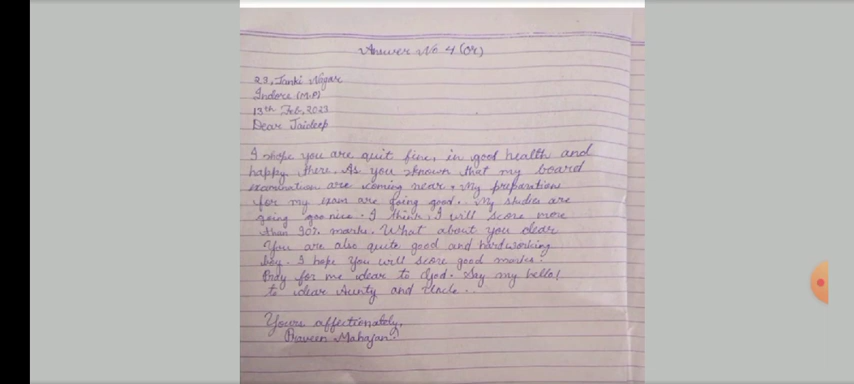 Answer No 4 (or)
27, Janki Nagar
Indore (M.P)
13th Feb, 2023
Dear Jaideep
I hope you are quit fine, in good health and
happy there. As you known that my board
examination are coming near. My preparation
for my exam are going good.. My studies are
going goo nice. I think, I will score more
than 90% marks. What about you dear
You are also quite good and hardworking
boy. I hope you will score good marks.
Pray for me dear to God. Say my hello!
to dear Aunty and Uncle...
Yours affectionately,
Praveen Mahajan